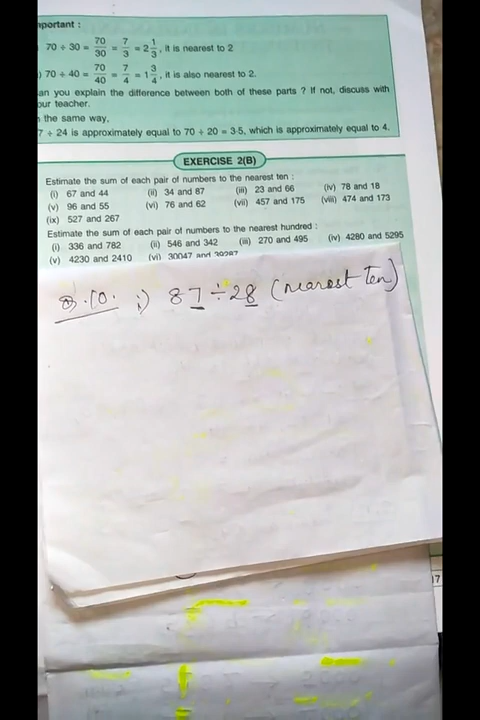 portant :
70 ÷ 30 = 70/30 = 7/3 = 2 1/3, it is nearest to 2
) 70 ÷ 40 = 70/40 = 7/4 = 1 3/4, it is also nearest to 2.
an you explain the difference between both of these parts ? If not, discuss with
our teacher.
the same way,
7 ÷ 24 is approximately equal to 70 ÷ 20 = 3·5, which is approximately equal to 4.
EXERCISE 2(B)
Estimate the sum of each pair of numbers to the nearest ten :
(i) 67 and 44 (ii) 34 and 87 (iii) 23 and 66 (iv) 78 and 18
(v) 96 and 55 (vi) 76 and 62 (vii) 457 and 175 (viii) 474 and 173
(ix) 527 and 267
Estimate the sum of each pair of numbers to the nearest hundred :
(i) 336 and 782 (ii) 546 and 342 (iii) 270 and 495 (iv) 4280 and 5295
(v) 4230 and 2410 (vi) 30047 and 39287
Q.10. i) 87 ÷ 28 (nearest Ten)